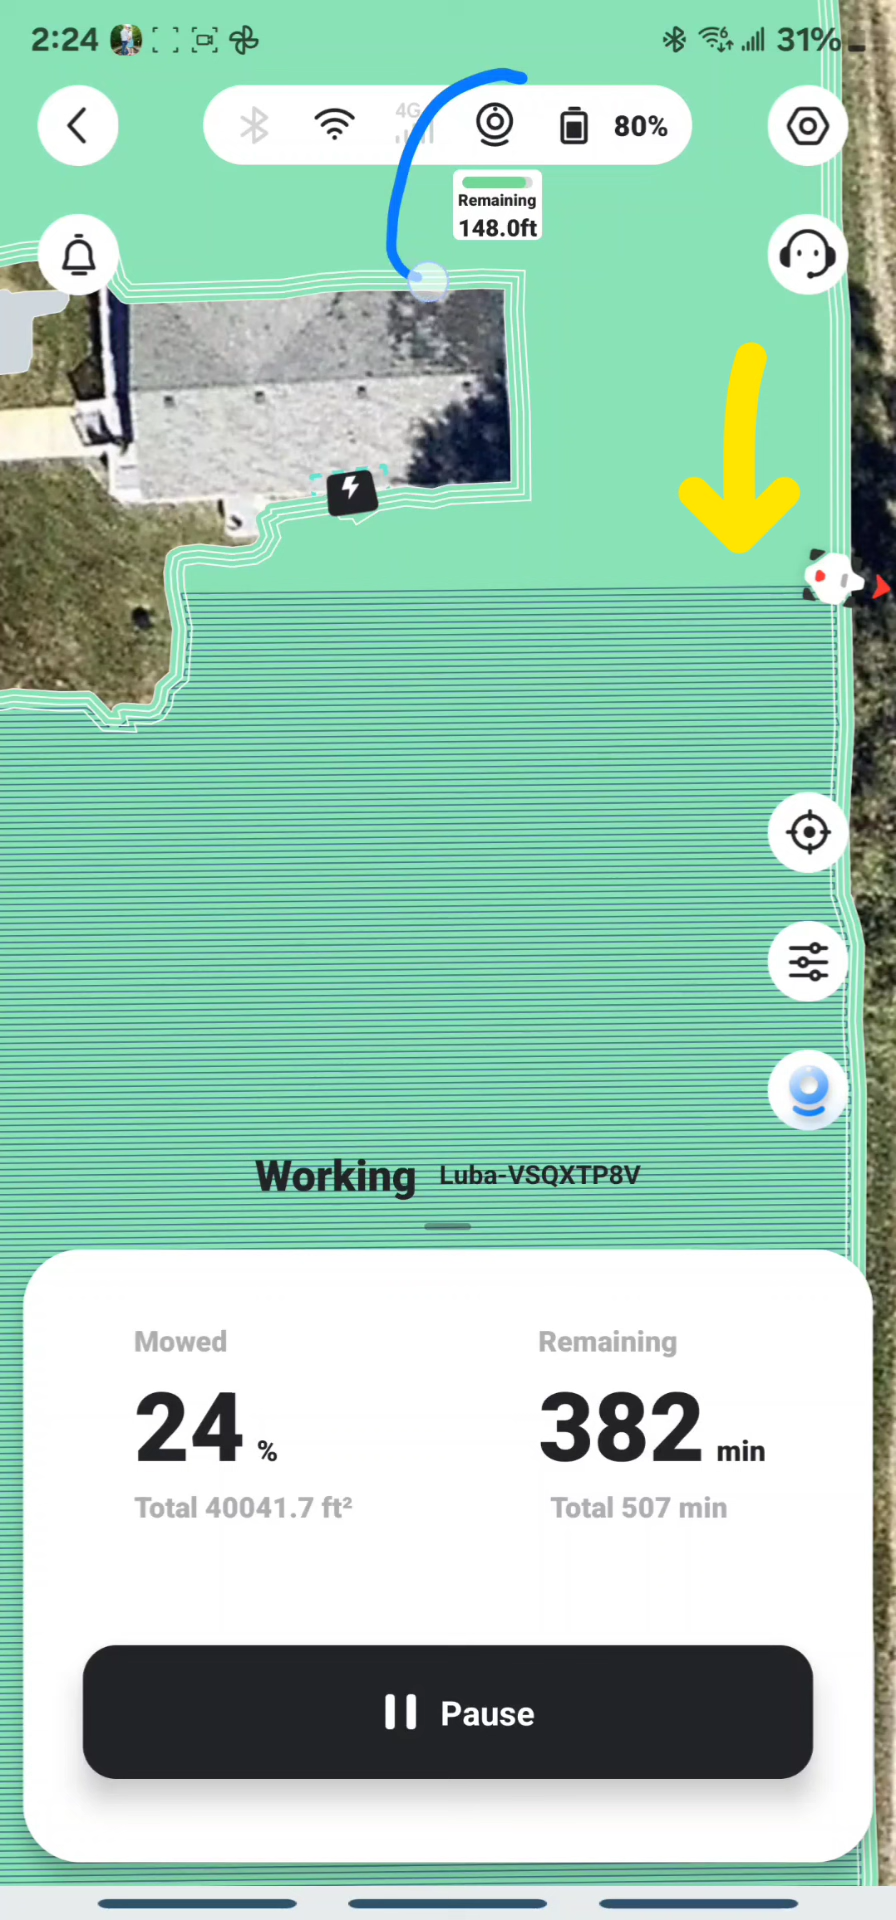 2:24
6
31%
4G
80%
Remaining
148.0ft
Working Luba-VSQXTP8V
Mowed
Remaining
24 %
382 min
Total 40041.7 ft²
Total 507 min
Pause